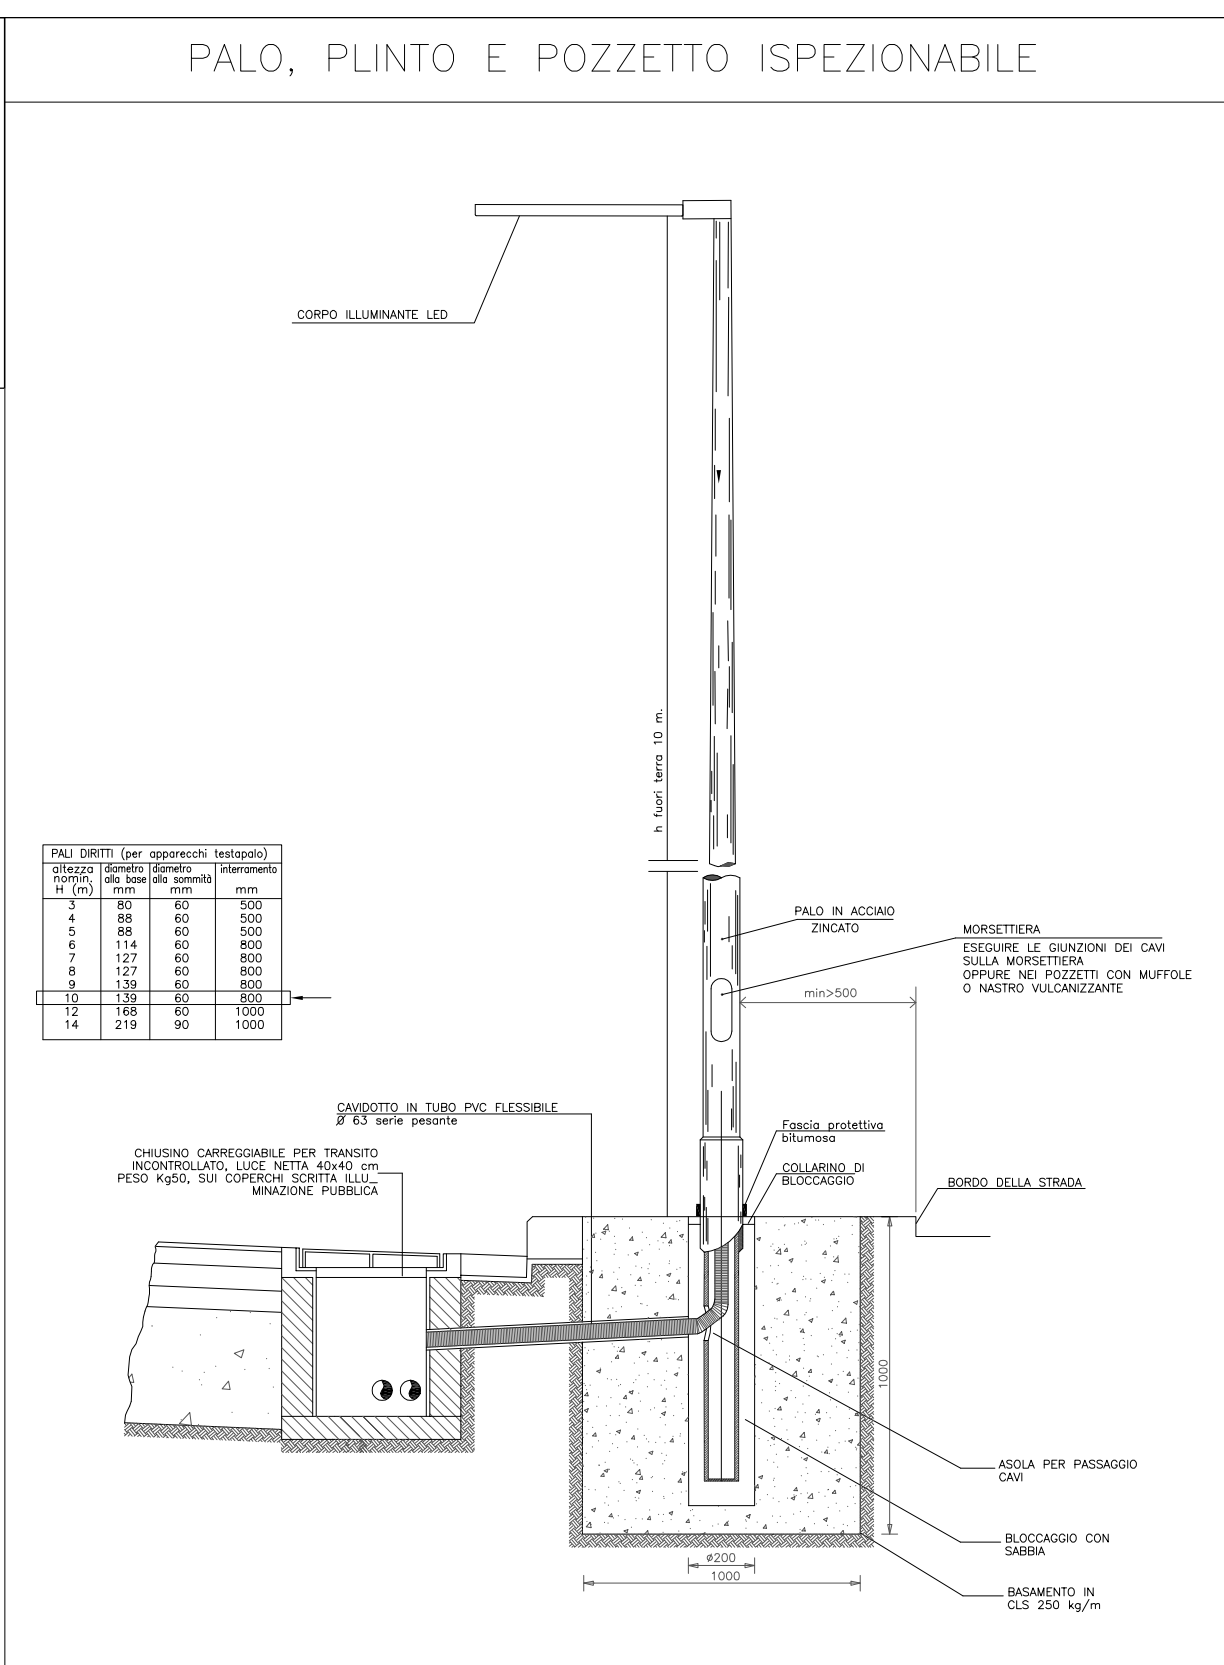 PALO, PLINTO E POZZETTO ISPEZIONABILE
CORPO ILLUMINANTE LED
h fuori terra 10 m.
PALI DIRITTI (per apparecchi testapalo)
altezza nomin. H (m) diametro alla base mm diametro alla sommità mm interramento mm
3 80 60 500
4 88 60 500
5 88 60 500
6 114 60 800
7 127 60 800
8 127 60 800
9 139 60 800
10 139 60 800
12 168 60 1000
14 219 90 1000
PALO IN ACCIAIO
ZINCATO
MORSETTIERA
ESEGUIRE LE GIUNZIONI DEI CAVI
SULLA MORSETTIERA
OPPURE NEI POZZETTI CON MUFFOLE
O NASTRO VULCANIZZANTE
min>500
CAVIDOTTO IN TUBO PVC FLESSIBILE
Ø 63 serie pesante
Fascia protettiva
bitumosa
CHIUSINO CARREGGIABILE PER TRANSITO
INCONTROLLATO, LUCE NETTA 40x40 cm
PESO Kg50, SUI COPERCHI SCRITTA ILLU_
MINAZIONE PUBBLICA
COLLARINO DI
BLOCCAGGIO
BORDO DELLA STRADA
1000
ASOLA PER PASSAGGIO
CAVI
BLOCCAGGIO CON
SABBIA
ø200
1000
BASAMENTO IN
CLS 250 kg/m